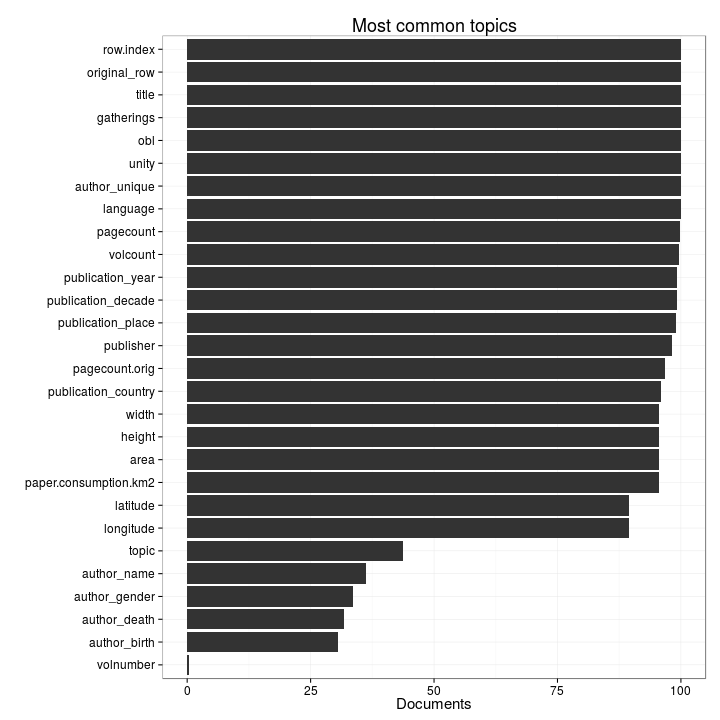 Most common topics
row.index
original_row
title
gatherings
obl
unity
author_unique
language
pagecount
volcount
publication_year
publication_decade
publication_place
publisher
pagecount.orig
publication_country
width
height
area
paper.consumption.km2
latitude
longitude
topic
author_name
author_gender
author_death
author_birth
volnumber
0 25 50 75 100
Documents